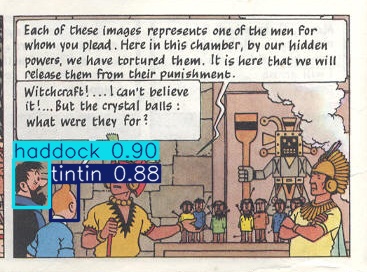 Each of these images represents one of the men for
whom you plead. Here in this chamber, by our hidden
powers, we have tortured them. It is here that we will
release them from their punishment.
Witchcraft!... I can't believe
it!... But the crystal balls :
what were they for?
haddock 0.90
tintin 0.88